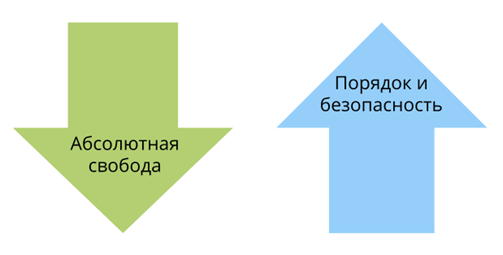 Абсолютная
свобода
Порядок и
безопасность